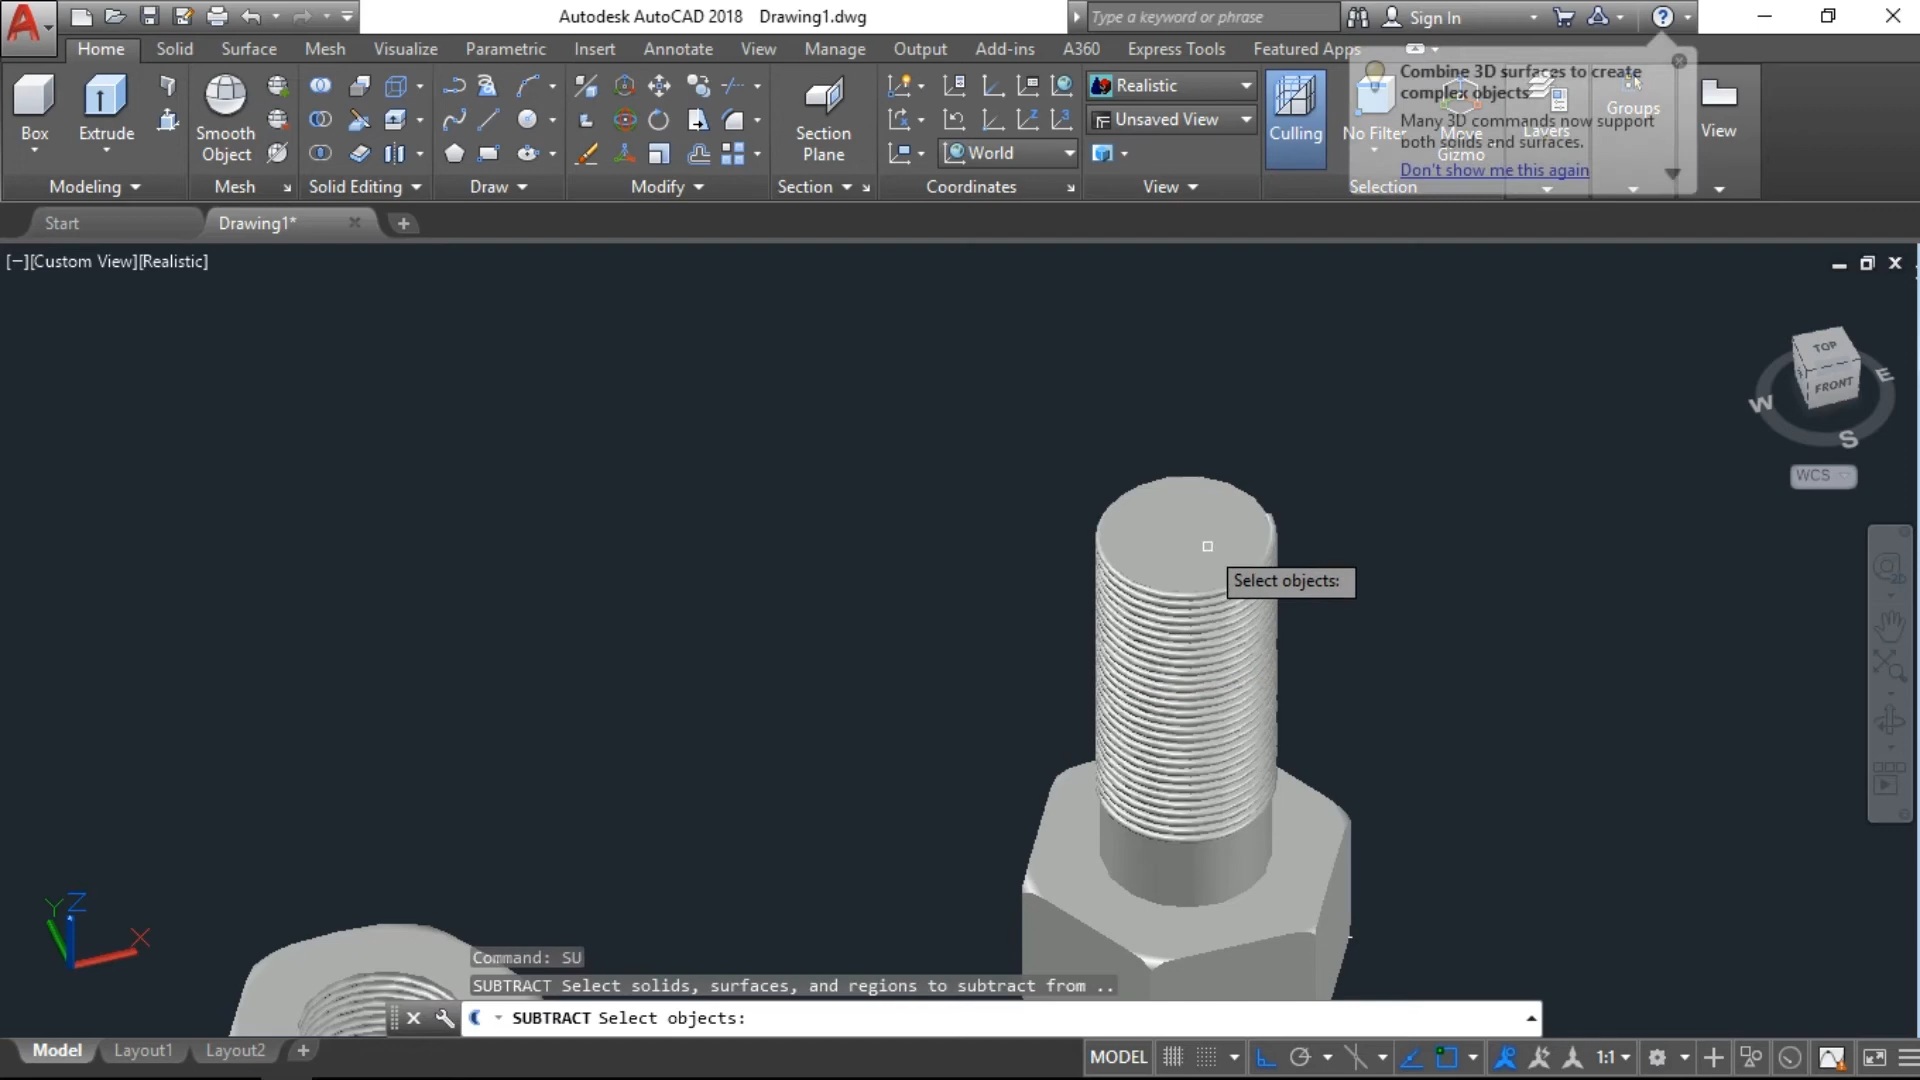 Autodesk AutoCAD 2018 Drawing1.dwg
Type a keyword or phrase
Sign In
Home Solid Surface Mesh Parametric Visualize Insert Annotate View Manage Output Add-ins A360 Express Tools Featured Apps
Box
Extrude
Smooth
Object
Section
Plane
Realistic
Unsaved View
World
Culling
No Filter
Move
Gizmo
Layers
Groups
View
Combine 3D surfaces to create
complex objects
Many 3D commands now support
both solids and surfaces.
Don't show me this again
Modeling
Mesh
Solid Editing
Draw
Modify
Section
Coordinates
View
Selection
Start
Drawing1*
[−][Custom View][Realistic]
TOP
FRONT
W
E
S
WCS
2D
Select objects:
Y
Z
X
Command: SU
SUBTRACT Select solids, surfaces, and regions to subtract from ..
SUBTRACT Select objects:
Model Layout1 Layout2
MODEL
1:1